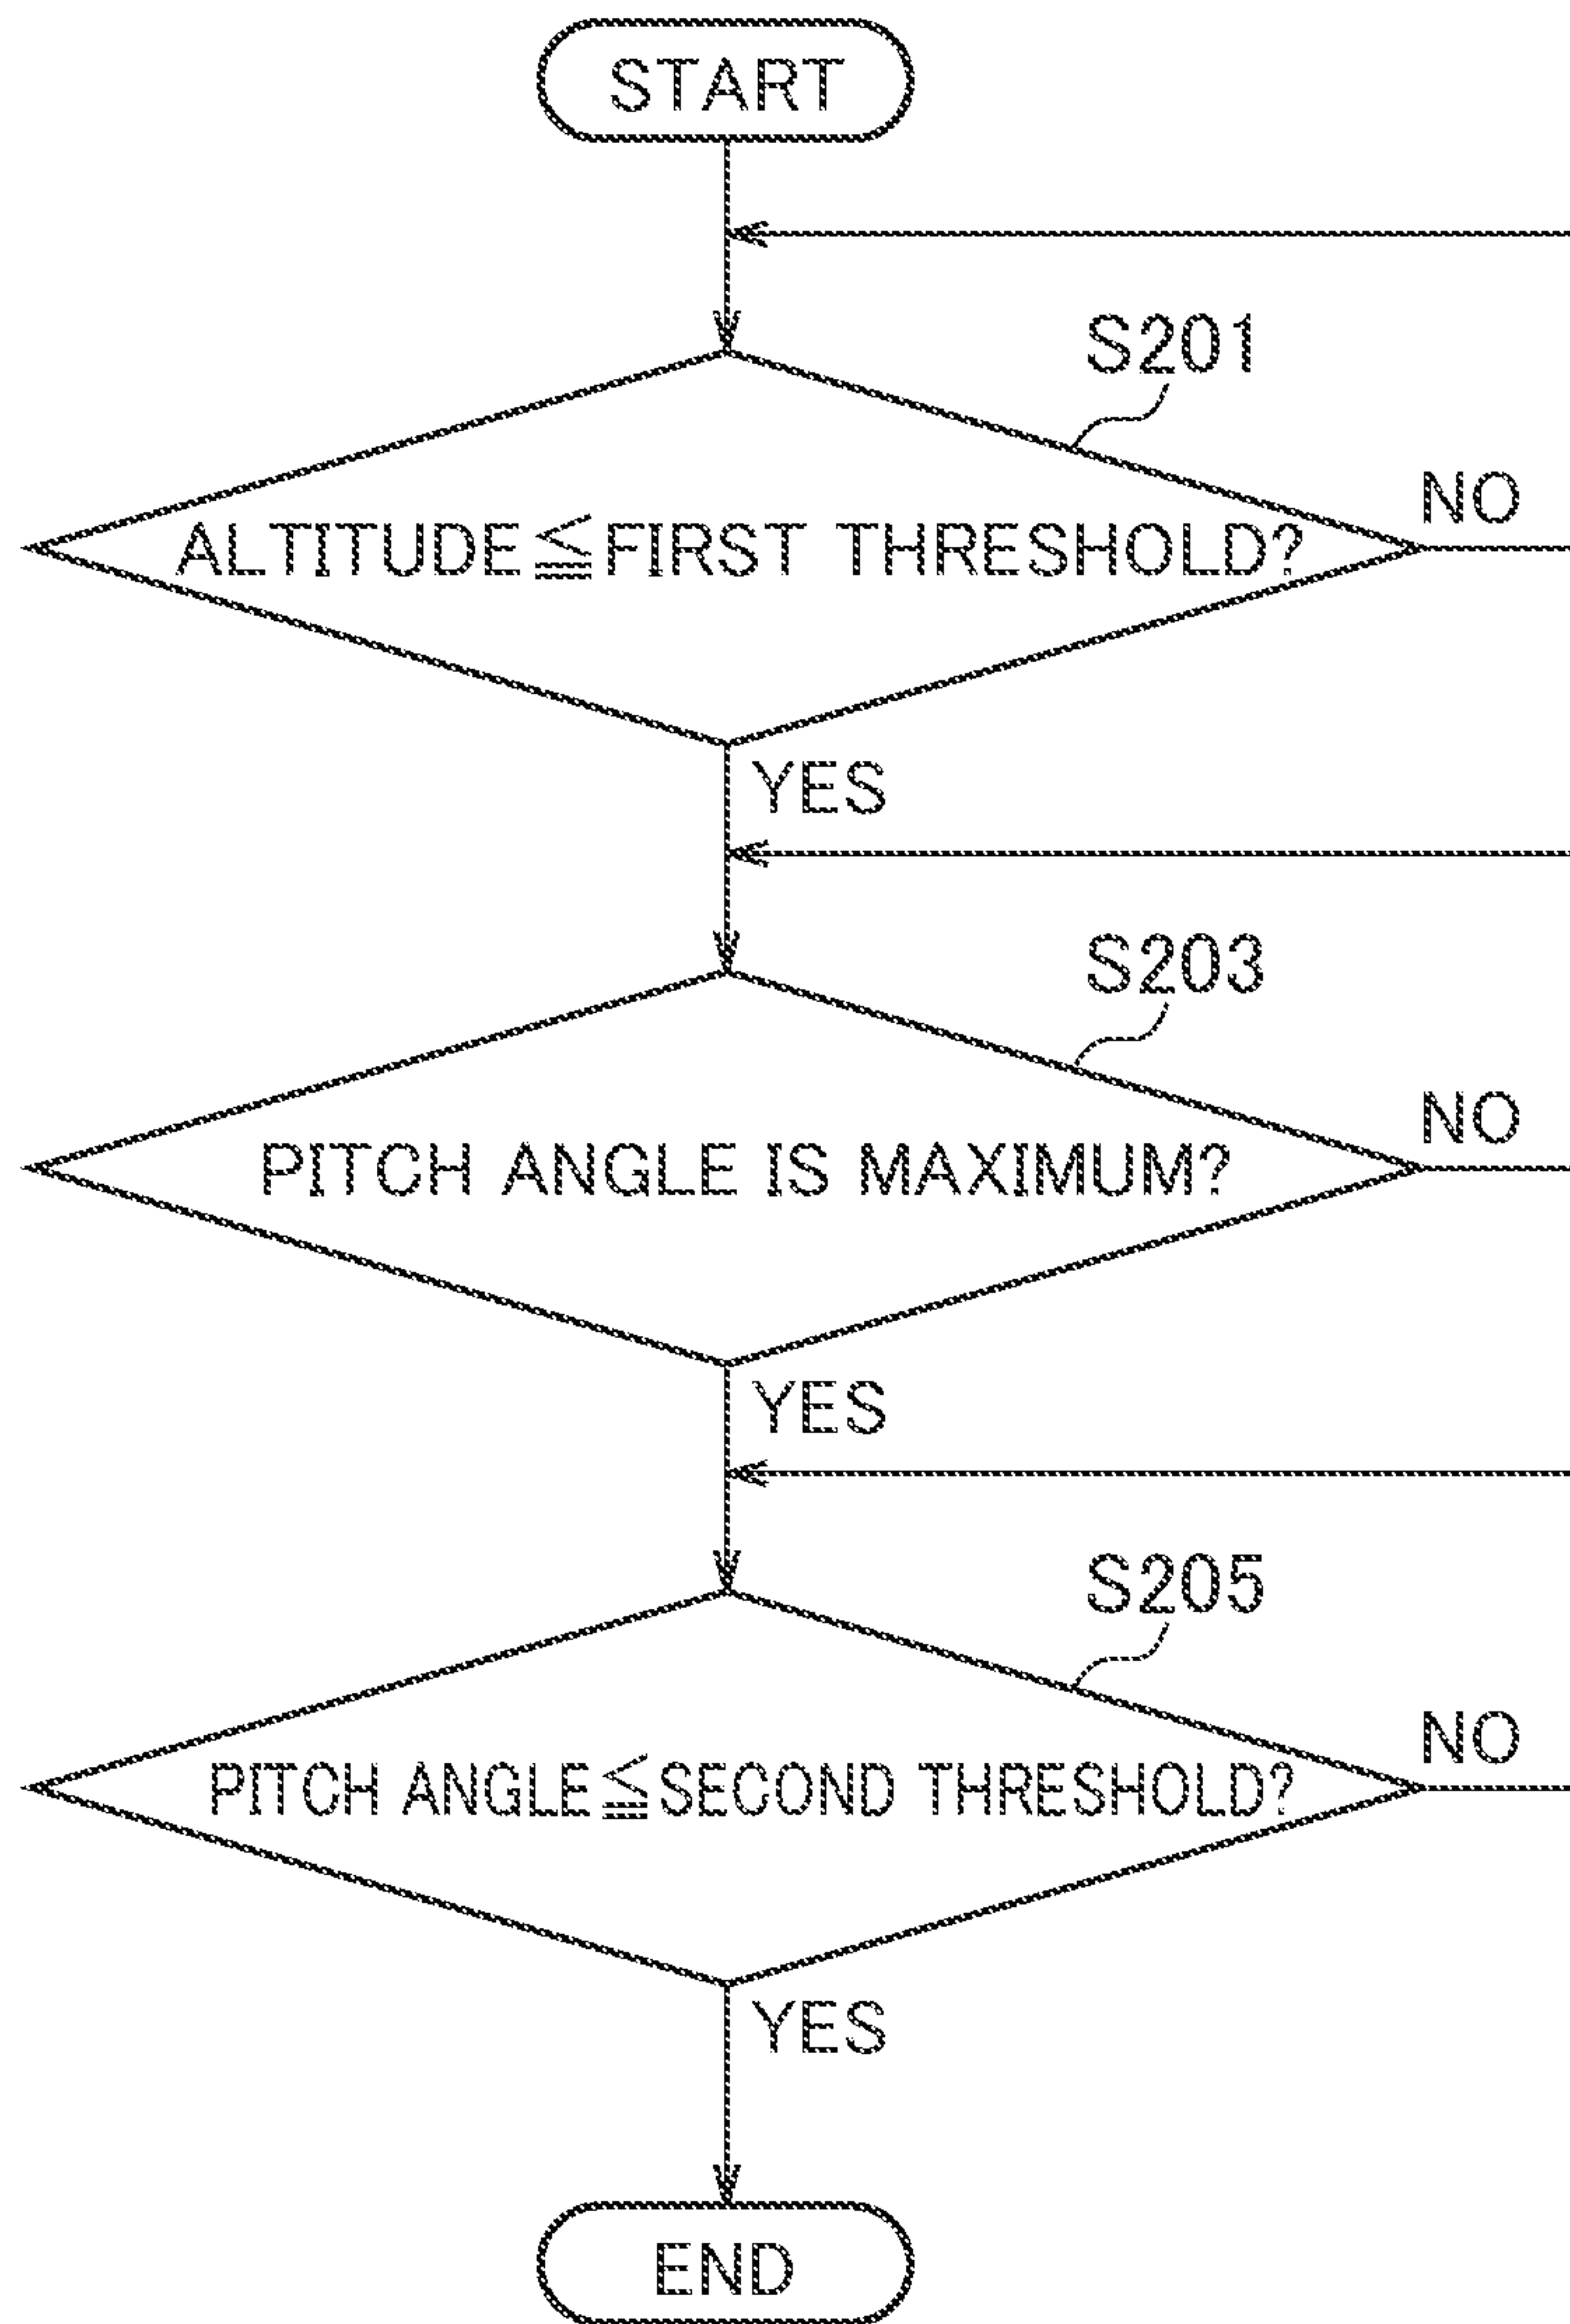 START
S201
ALTITUDE≦FIRST THRESHOLD?
NO
YES
S203
PITCH ANGLE IS MAXIMUM?
NO
YES
S205
PITCH ANGLE≦SECOND THRESHOLD?
NO
YES
END